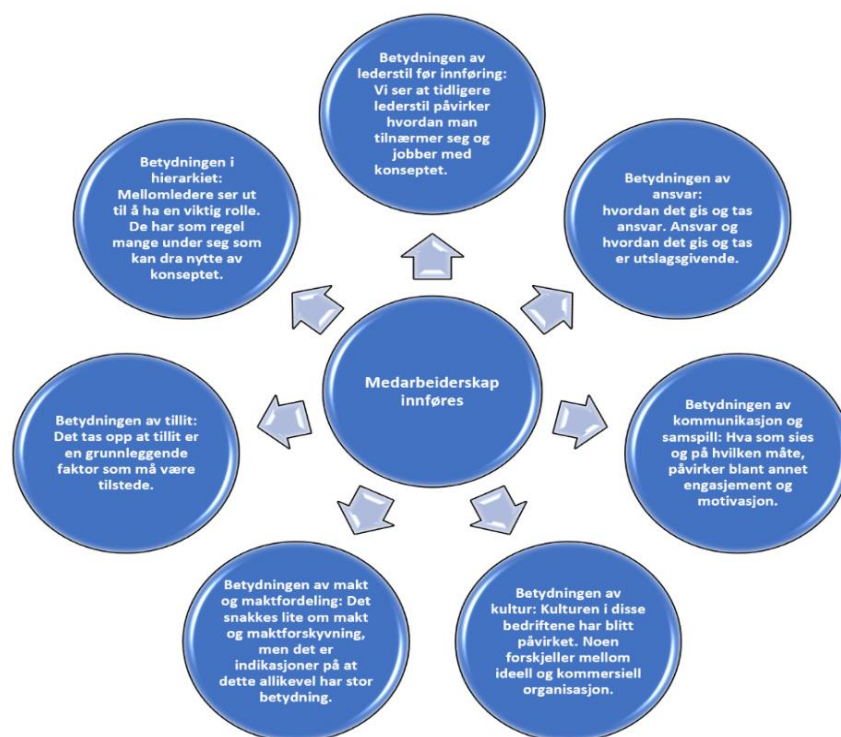 Betydningen av
lederstil før innføring:
Vi ser at tidligere
lederstil påvirker
hvordan man
tilnærmer seg og
jobber med
konseptet.
Betydningen av
ansvar:
hvordan det gis og tas
ansvar. Ansvar og
hvordan det gis og tas
er utslagsgivende.
Betydningen av
kommunikasjon og
samspill: Hva som sies
og på hvilken måte,
påvirker blant annet
engasjement og
motivasjon.
Betydningen av
kultur: Kulturen i disse
bedriftene har blitt
påvirket. Noen
forskjeller mellom
ideell og kommersiell
organisasjon.
Betydningen av makt
og maktfordeling: Det
snakkes lite om makt
og maktforskyvning,
men det er
indikasjoner på at
dette allikevel har stor
betydning.
Betydningen av tillit:
Det tas opp at tillit er
en grunnleggende
faktor som må være
tilstede.
Betydningen i
hierarkiet:
Mellomledere ser ut
til å ha en viktig rolle.
De har som regel
mange under seg som
kan dra nytte av
konseptet.
Medarbeiderskap
innføres